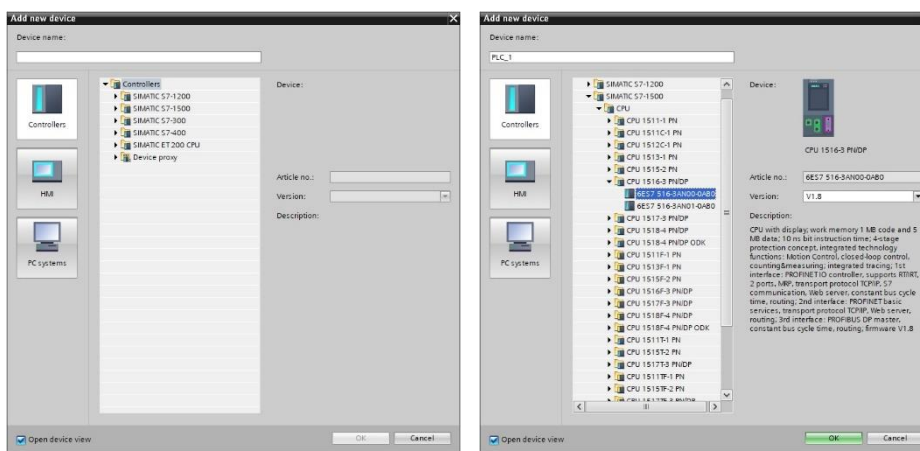 Add new device
Device name:
Controllers
HMI
PC systems
Controllers
SIMATIC S7-1200
SIMATIC S7-1500
SIMATIC S7-300
SIMATIC S7-400
SIMATIC ET 200 CPU
Device proxy
Device:
Article no.:
Version:
Description:
Open device view
OK
Cancel
Add new device
Device name:
PLC_1
Controllers
HMI
PC systems
SIMATIC S7-1200
SIMATIC S7-1500
CPU
CPU 1511-1 PN
CPU 1511C-1 PN
CPU 1512C-1 PN
CPU 1513-1 PN
CPU 1515-2 PN
CPU 1516-3 PN/DP
6ES7 516-3AN00-0AB0
6ES7 516-3AN01-0AB0
CPU 1517-3 PN/DP
CPU 1518-4 PN/DP
CPU 1518-4 PN/DP ODK
CPU 1511F-1 PN
CPU 1513F-1 PN
CPU 1515F-2 PN
CPU 1516F-3 PN/DP
CPU 1517F-3 PN/DP
CPU 1518F-4 PN/DP
CPU 1518F-4 PN/DP ODK
CPU 1511T-1 PN
CPU 1515T-2 PN
CPU 1517T-3 PN/DP
CPU 1511TF-1 PN
CPU 1515TF-2 PN
CPU 1517TF-3 PN/DP
Device:
CPU 1516-3 PN/DP
Article no.:
6ES7 516-3AN00-0AB0
Version:
V1.8
Description:
CPU with display; work memory 1 MB code and 5
MB data; 10 ns bit instruction time; 4-stage
protection concept, integrated technology
functions: Motion Control, closed-loop control,
counting&measuring; integrated tracing; 1st
interface: PROFINET IO controller, supports RT/IRT,
2 ports, MRP, transport protocol TCP/IP, S7
communication, Web server, constant bus cycle
time, routing; 2nd interface: PROFINET basic
services, transport protocol TCP/IP, Web server,
routing; 3rd interface: PROFIBUS DP master,
constant bus cycle time, routing; firmware V1.8
Open device view
OK
Cancel